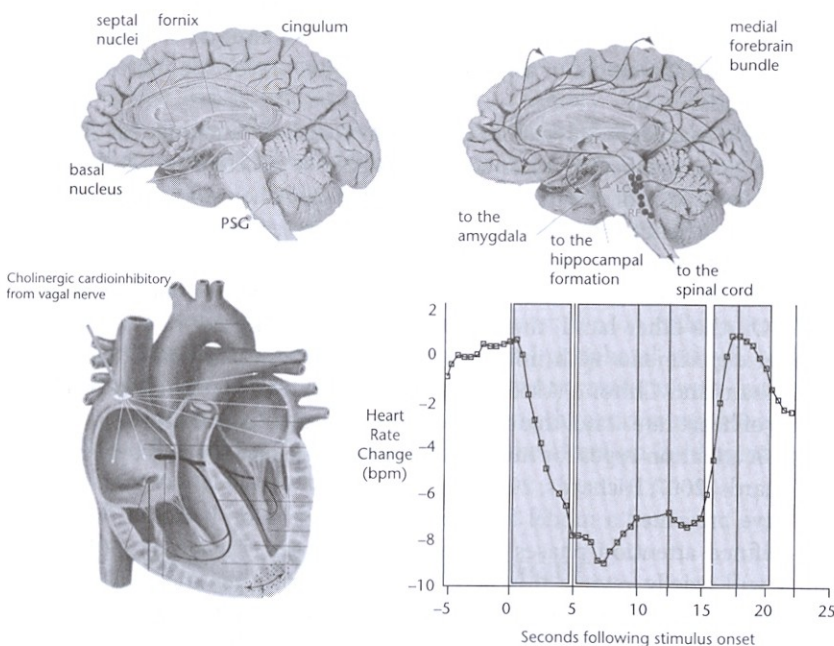 septal fornix
nuclei
cingulum
basal
nucleus
PSG
medial
forebrain
bundle
LC
RF
to the
amygdala
to the
hippocampal
formation
to the
spinal cord
Cholinergic cardioinhibitory
from vagal nerve
Heart
Rate
Change
(bpm)
2
0
−2
−4
−6
−8
−10
−5 0 5 10 15 20 25
Seconds following stimulus onset